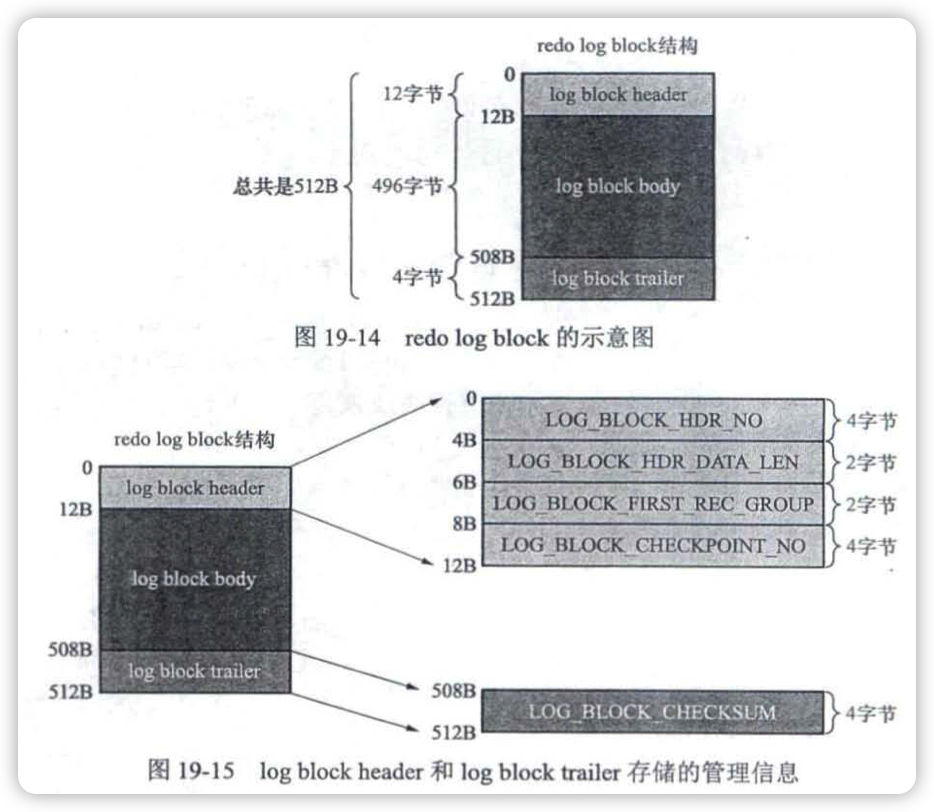 redo log block结构
0
12字节
log block header
12B
总共是512B
496字节
log block body
508B
4字节
log block trailer
512B
图 19-14 redo log block 的示意图
0
LOG_BLOCK_HDR_NO
4字节
4B
redo log block结构
LOG_BLOCK_HDR_DATA_LEN
2字节
0
6B
log block header
LOG_BLOCK_FIRST_REC_GROUP
2字节
12B
8B
LOG_BLOCK_CHECKPOINT_NO
4字节
12B
log block body
508B
log block trailer
508B
512B
LOG_BLOCK_CHECKSUM
4字节
512B
图 19-15 log block header 和 log block trailer 存储的管理信息